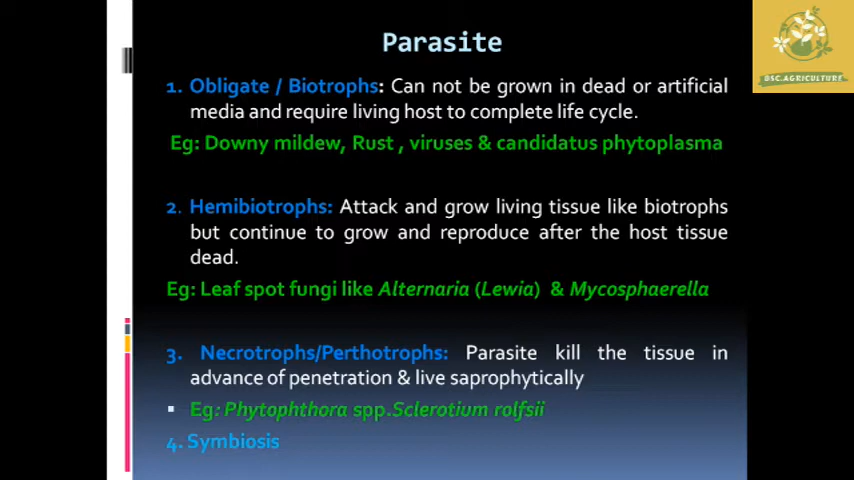 Parasite
BSC.AGRICULTURE
1. Obligate / Biotrophs: Can not be grown in dead or artificial
media and require living host to complete life cycle.
Eg: Downy mildew, Rust , viruses & candidatus phytoplasma
2. Hemibiotrophs: Attack and grow living tissue like biotrophs
but continue to grow and reproduce after the host tissue
dead.
Eg: Leaf spot fungi like Alternaria (Lewia) & Mycosphaerella
3. Necrotrophs/Perthotrophs: Parasite kill the tissue in
advance of penetration & live saprophytically
▪ Eg: Phytophthora spp.Sclerotium rolfsii
4. Symbiosis